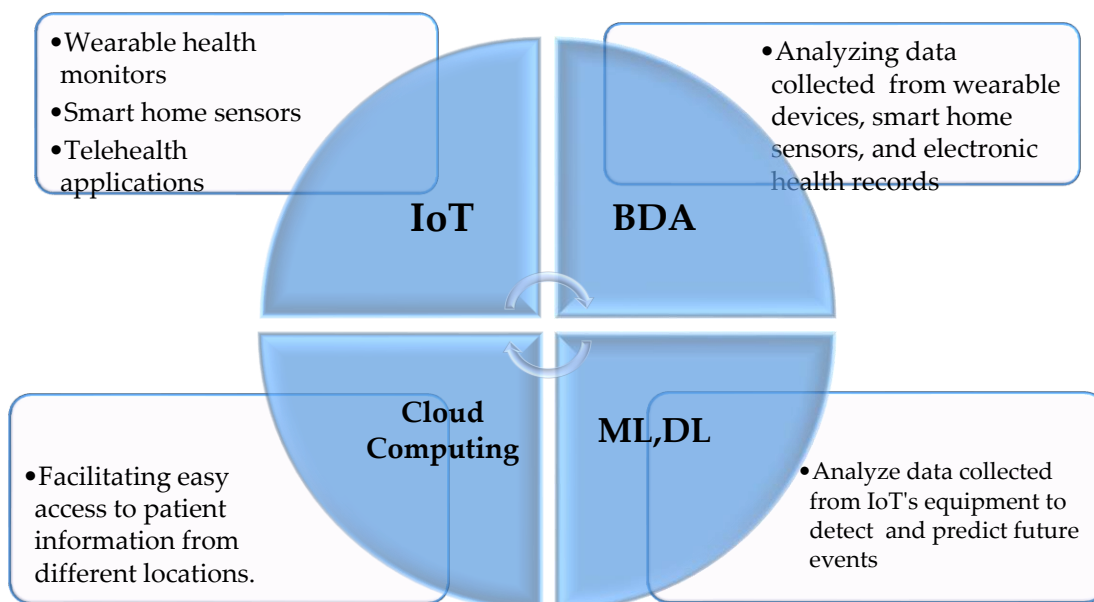 •Wearable health
monitors
•Smart home sensors
•Telehealth
applications
IoT
•Analyzing data
collected from wearable
devices, smart home
sensors, and electronic
health records
BDA
Cloud
Computing
•Facilitating easy
access to patient
information from
different locations.
ML,DL
•Analyze data collected
from IoT's equipment to
detect and predict future
events